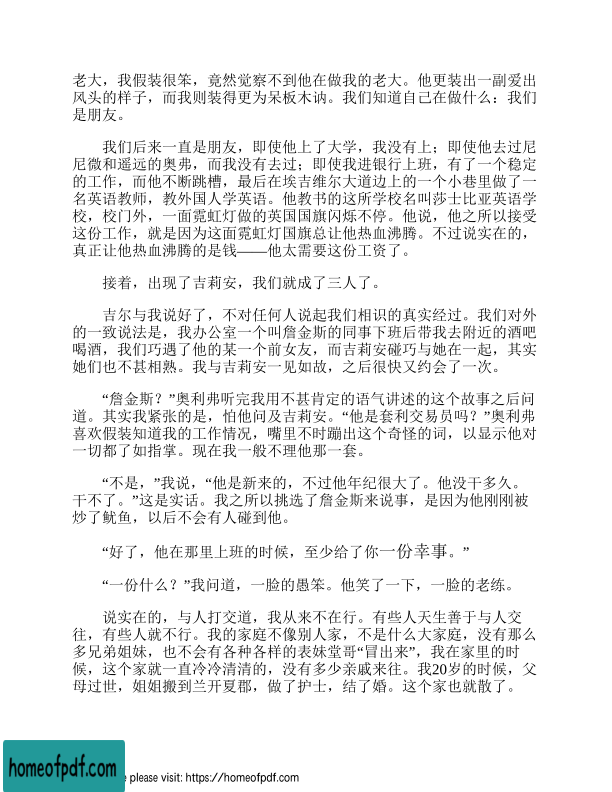 老大，我假装很笨，竟然觉察不到他在做我的老大。他更装出一副爱出
风头的样子，而我则装得更为呆板木讷。我们知道自己在做什么：我们
是朋友。
我们后来一直是朋友，即使他上了大学，我没有上；即使他去过尼
尼微和遥远的奥弗，而我没有去过；即使我进银行上班，有了一个稳定
的工作，而他不断跳槽，最后在埃吉维尔大道边上的一个小巷里做了一
名英语教师，教外国人学英语。他教书的这所学校名叫莎士比亚英语学
校，校门外，一面霓虹灯做的英国国旗闪烁不停。他说，他之所以接受
这份工作，就是因为这面霓虹灯国旗总让他热血沸腾。不过说实在的，
真正让他热血沸腾的是钱——他太需要这份工资了。
接着，出现了吉莉安，我们就成了三人了。
吉尔与我说好了，不对任何人说起我们相识的真实经过。我们对外
的一致说法是，我办公室一个叫詹金斯的同事下班后带我去附近的酒吧
喝酒，我们巧遇了他的某一个前女友，而吉莉安碰巧与她在一起，其实
她们也不甚相熟。我与吉莉安一见如故，之后很快又约会了一次。
“詹金斯？”奥利弗听完我用不甚肯定的语气讲述的这个故事之后问
道。其实我紧张的是，怕他问及吉莉安。“他是套利交易员吗？”奥利弗
喜欢假装知道我的工作情况，嘴里不时蹦出这个奇怪的词，以显示他对
一切都了如指掌。现在我一般不理他那一套。
“不是，”我说，“他是新来的，不过他年纪很大了。他没干多久。
干不了。”这是实话。我之所以挑选了詹金斯来说事，是因为他刚刚被
炒了鱿鱼，以后不会有人碰到他。
“好了，他在那里上班的时候，至少给了你一份幸事。”
“一份什么？”我问道，一脸的愚笨。他笑了一下，一脸的老练。
说实在的，与人打交道，我从来不在行。有些人天生善于与人交
往，有些人就不行。我的家庭不像别人家，不是什么大家庭，没有那么
多兄弟姐妹，也不会有各种各样的表妹堂哥“冒出来”，我在家里的时
候，这个家就一直冷冷清清的，没有多少亲戚来往。我20岁的时候，父
母过世，姐姐搬到兰开夏郡，做了护士，结了婚。这个家也就散了。
homeofpdf.com
please visit: https://homeofpdf.com